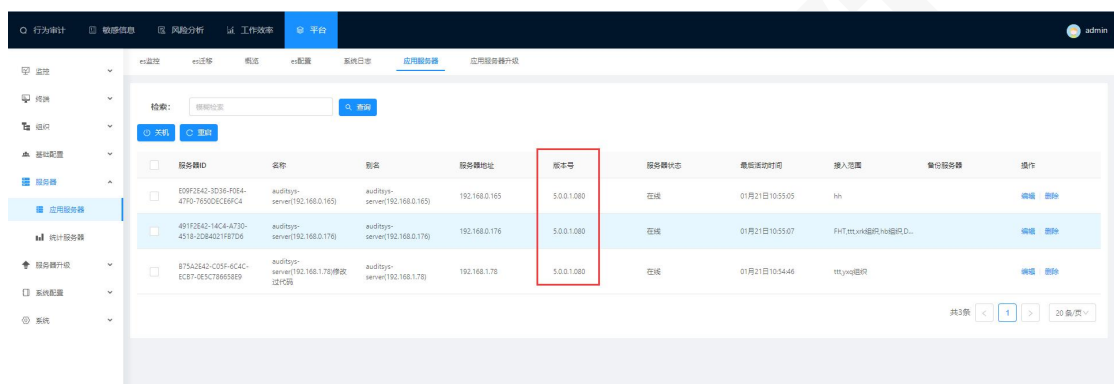 行为审计 敏感信息 风险分析 工作效率 平台 admin
监控 es监控 es迁移 概览 es配置 系统日志 应用服务器 应用服务器升级
终端
组织
基础配置
服务器
应用服务器
统计服务器
服务器升级
系统配置
系统
检索: 模糊检索 查询
关机 重启
服务器ID 名称 别名 服务器地址 版本号 服务器状态 最后活动时间 接入范围 备份服务器 操作
E09F2E42-3D36-F0E4-47F0-7650DECE6FC4 auditsys-server(192.168.0.165) auditsys-server(192.168.0.165) 192.168.0.165 5.0.0.1.080 在线 01月21日10:55:05 hh 编辑 删除
491F2E42-14C4-A730-4518-2D84021FB7D6 auditsys-server(192.168.0.176) auditsys-server(192.168.0.176) 192.168.0.176 5.0.0.1.080 在线 01月21日10:55:07 FHT,ttt,xrk组织,hb组织,D... 编辑 删除
B75A2E42-C05F-6C4C-ECB7-0E5C786658E9 auditsys-server(192.168.1.78)修改过代码 auditsys-server(192.168.1.78) 192.168.1.78 5.0.0.1.080 在线 01月21日10:54:46 ttt,yxq组织 编辑 删除
共3条 < 1 > 20 条/页